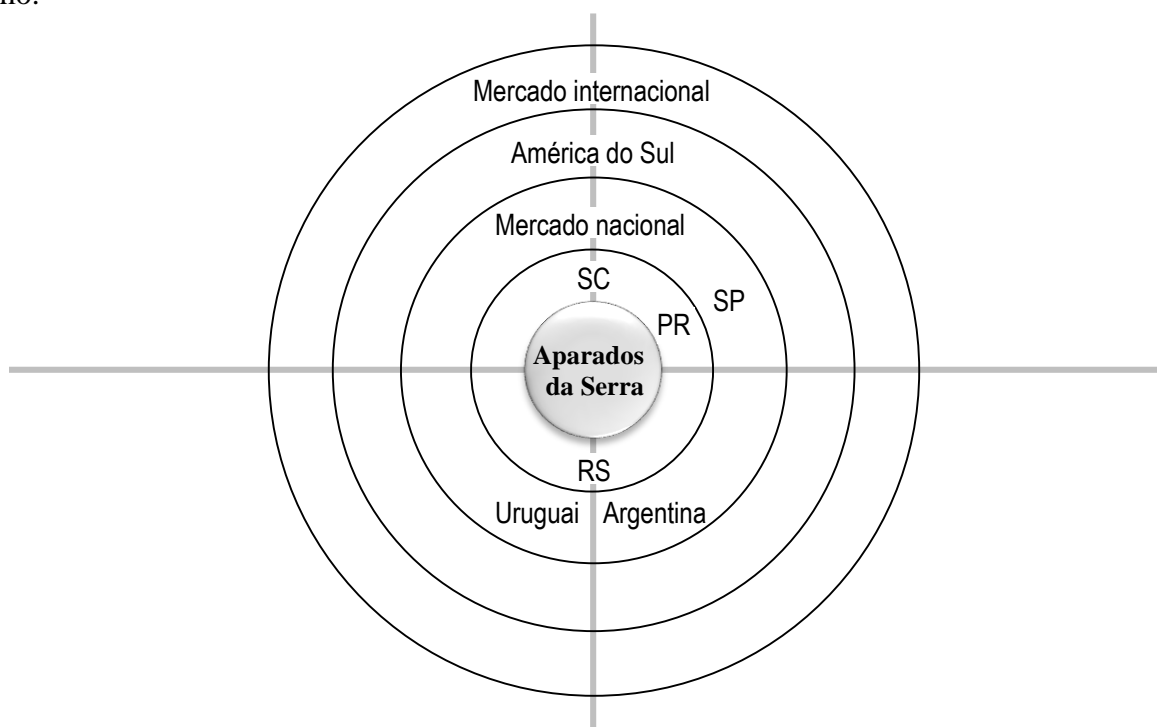 Mercado internacional
América do Sul
Mercado nacional
SC
SP
PR
Aparados
da Serra
RS
Uruguai Argentina